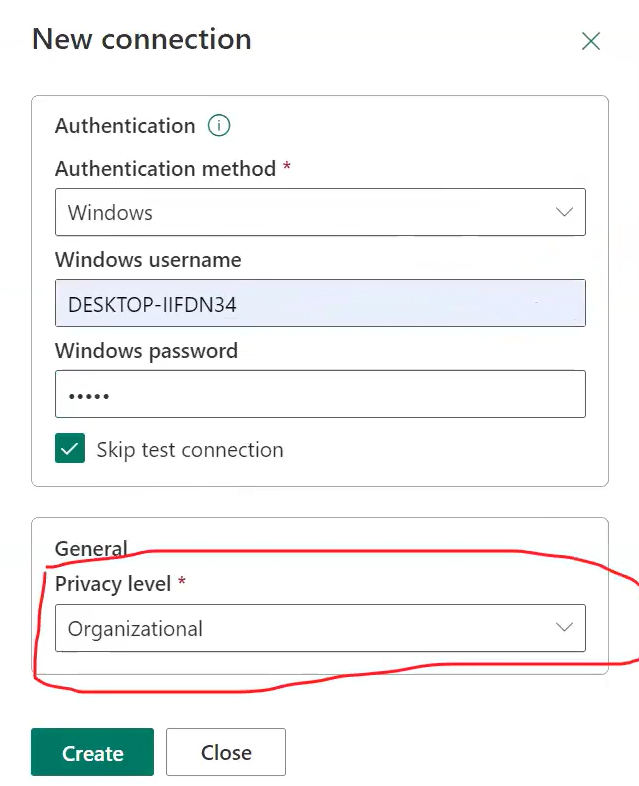 New connection
Authentication
Authentication method *
Windows
Windows username
DESKTOP-IIFDN34
Windows password
•••••
Skip test connection
General
Privacy level *
Organizational
Create
Close